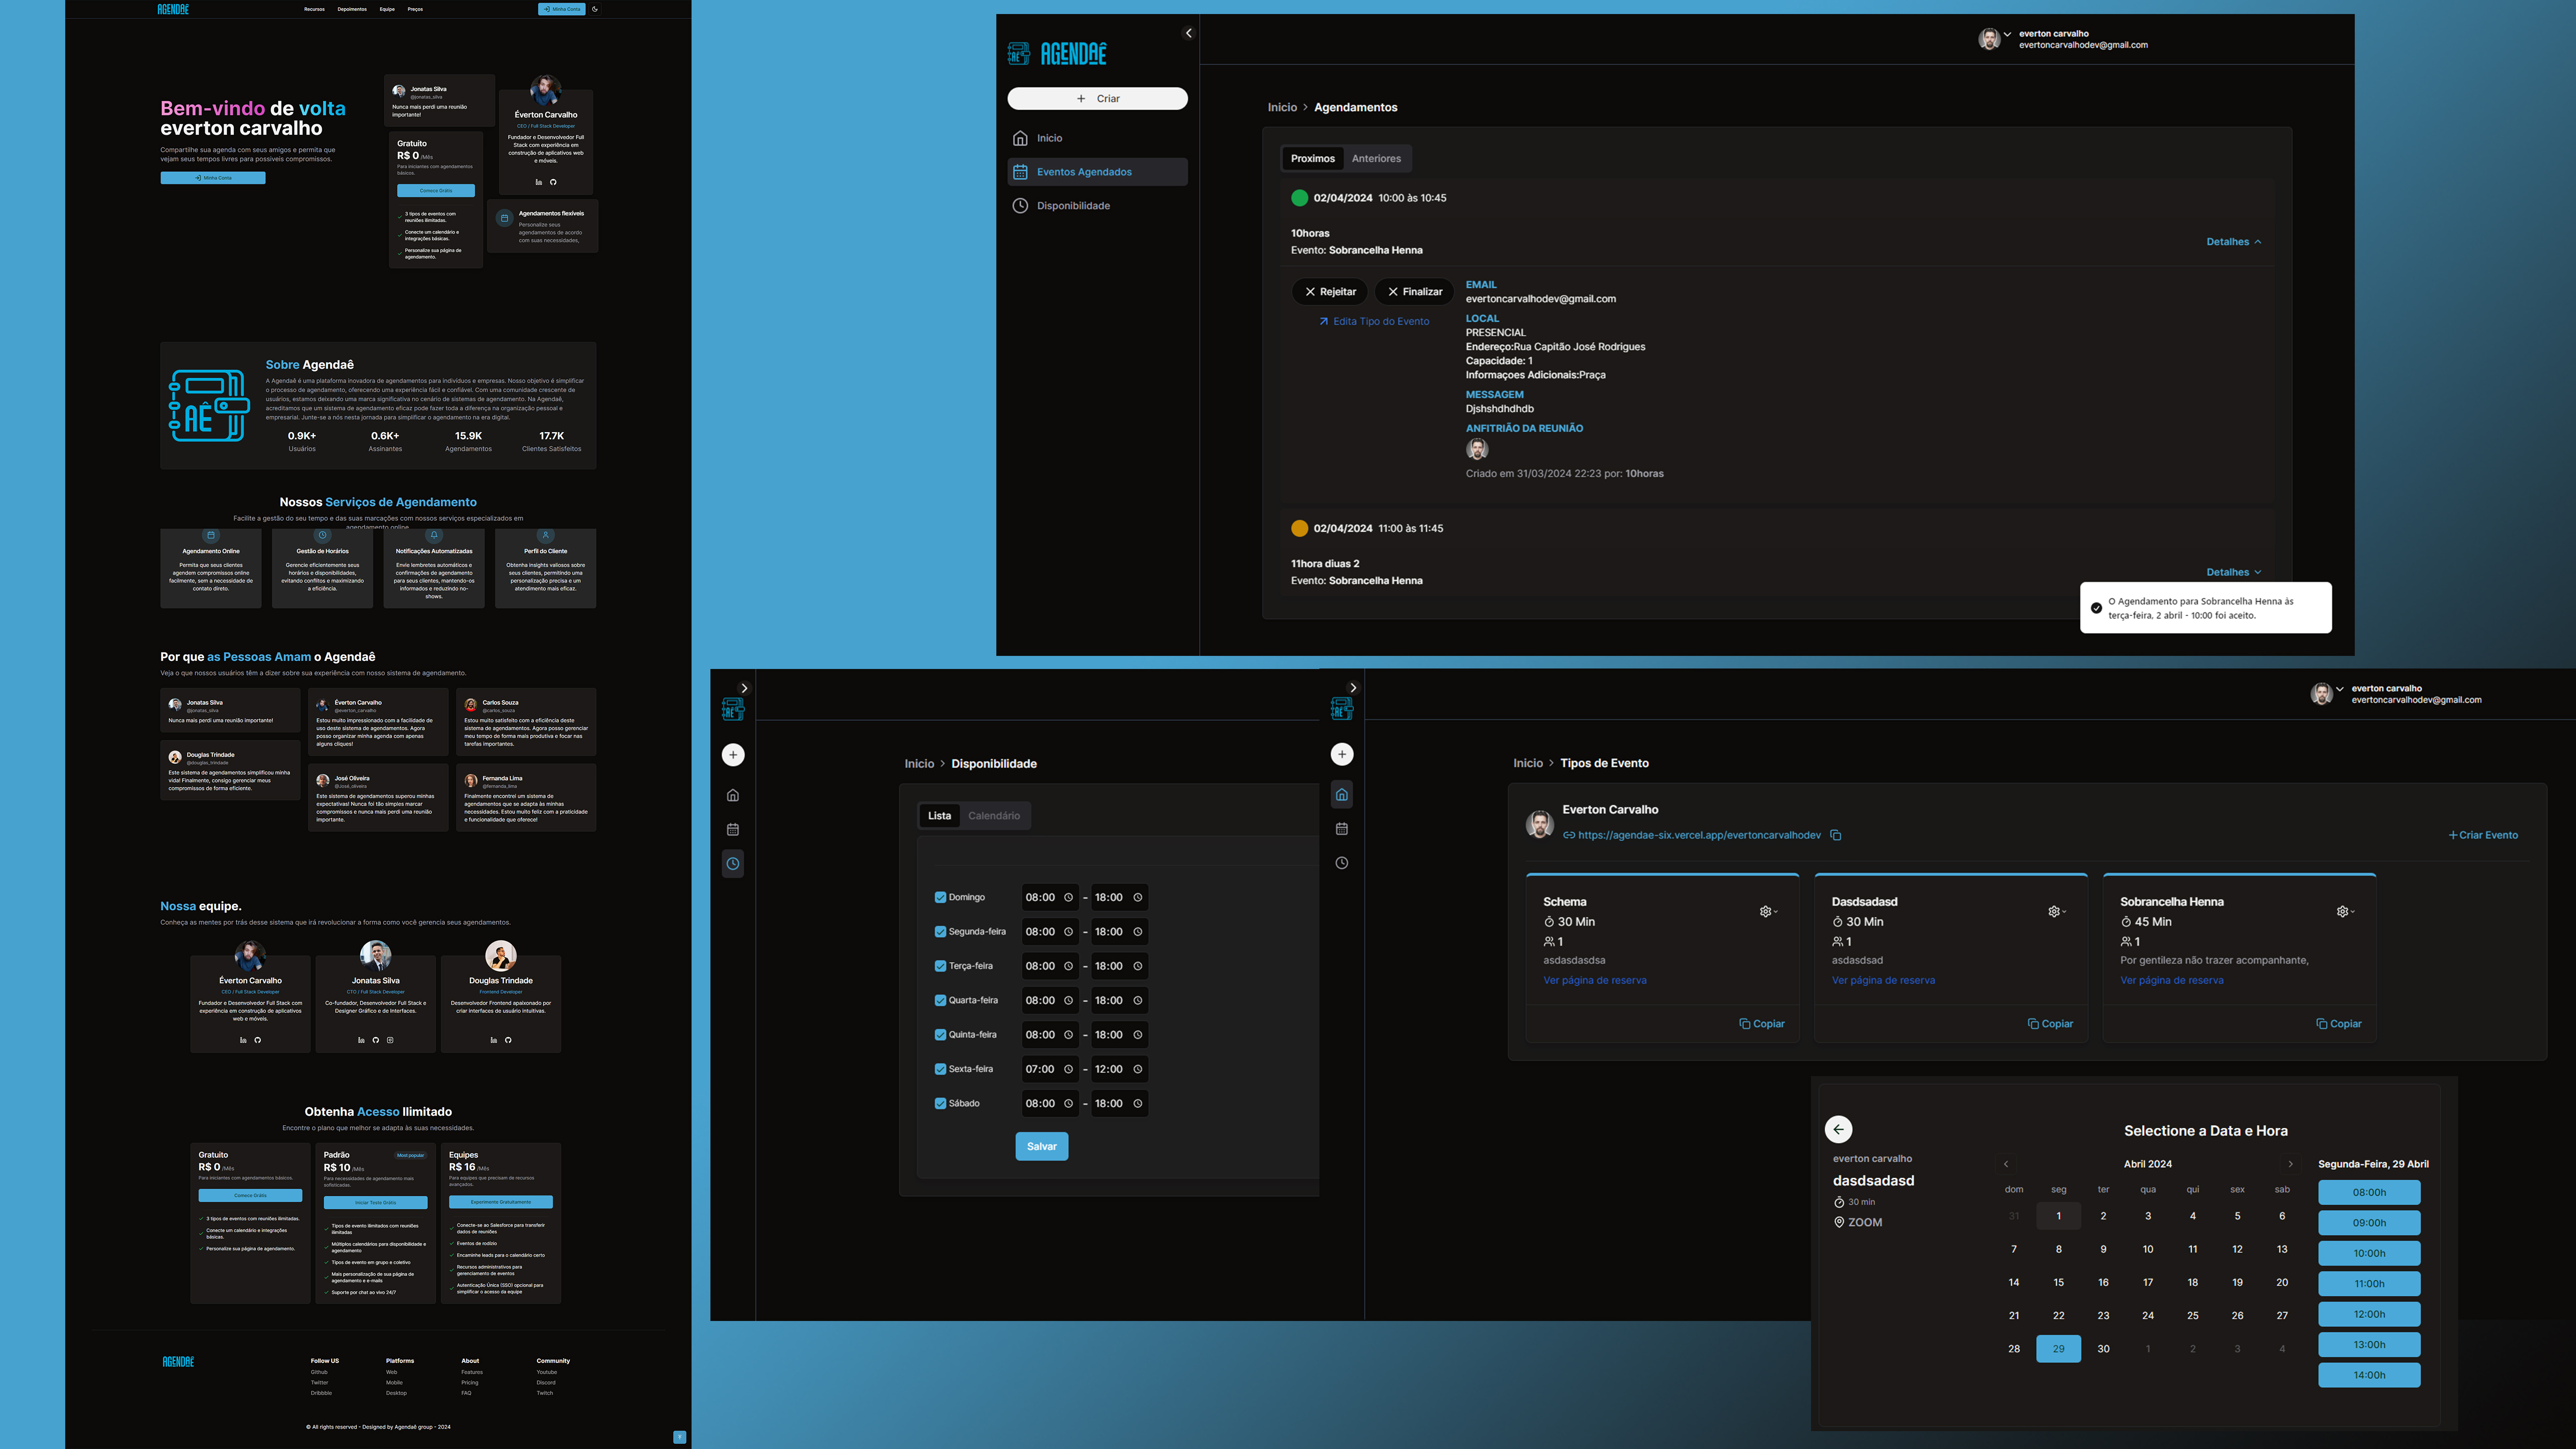 AGENDAÊ
Recursos
Depoimentos
Equipe
Preços
Minha Conta
Bem-vindo de volta
everton carvalho
Compartilhe sua agenda com seus amigos e permita que
vejam seus tempos livres para possíveis compromissos.
Minha Conta
Jonatas Silva
@jonatas_silva
Nunca mais perdi uma reunião
importante!
Gratuito
R$ 0 /Mês
Para iniciantes com agendamentos
básicos.
Comece Grátis
3 tipos de eventos com
reuniões ilimitadas.
Conecte um calendário e
integrações básicas.
Personalize sua página de
agendamento.
Éverton Carvalho
CEO / Full Stack Developer
Fundador e Desenvolvedor Full
Stack com experiência em
construção de aplicativos web
e móveis.
Agendamentos flexíveis
Personalize seus
agendamentos de acordo
com suas necessidades,
AÊ
Sobre Agendaê
A Agendaê é uma plataforma inovadora de agendamentos para indivíduos e empresas. Nosso objetivo é simplificar
o processo de agendamento, oferecendo uma experiência fácil e confiável. Com uma comunidade crescente de
usuários, estamos deixando uma marca significativa no cenário de sistemas de agendamento. Na Agendaê,
acreditamos que um sistema de agendamento eficaz pode fazer toda a diferença na organização pessoal e
empresarial. Junte-se a nós nesta jornada para simplificar o agendamento na era digital.
0.9K+
Usuários
0.6K+
Assinantes
15.9K
Agendamentos
17.7K
Clientes Satisfeitos
Nossos Serviços de Agendamento
Facilite a gestão do seu tempo e das suas marcações com nossos serviços especializados em
agendamento online
Agendamento Online
Permita que seus clientes
agendem compromissos online
facilmente, sem a necessidade de
contato direto.
Gestão de Horários
Gerencie eficientemente seus
horários e disponibilidades,
evitando conflitos e maximizando
a eficiência.
Notificações Automatizadas
Envie lembretes automáticos e
confirmações de agendamento
para seus clientes, mantendo-os
informados e reduzindo no-
shows.
Perfil do Cliente
Obtenha insights valiosos sobre
seus clientes, permitindo uma
personalização precisa e um
atendimento mais eficaz.
Por que as Pessoas Amam o Agendaê
Veja o que nossos usuários têm a dizer sobre sua experiência com nosso sistema de agendamento.
Jonatas Silva
@jonatas_silva
Nunca mais perdi uma reunião importante!
Douglas Trindade
@douglas_trindade
Este sistema de agendamentos simplificou minha
vida! Finalmente, consigo gerenciar meus
compromissos de forma eficiente.
Éverton Carvalho
@everton_carvalho
Estou muito impressionado com a facilidade de
uso deste sistema de agendamentos. Agora
posso organizar minha agenda com apenas
alguns cliques!
José Oliveira
@José_oliveira
Este sistema de agendamentos superou minhas
expectativas! Nunca foi tão simples marcar
compromissos e nunca mais perdi uma reunião
importante.
Carlos Souza
@carlos_souza
Estou muito satisfeito com a eficiência deste
sistema de agendamentos. Agora posso gerenciar
meu tempo de forma mais produtiva e focar nas
tarefas importantes.
Fernanda Lima
@fernanda_lima
Finalmente encontrei um sistema de
agendamentos que se adapta às minhas
necessidades. Estou muito feliz com a praticidade
e funcionalidade que oferece!
Nossa equipe.
Conheça as mentes por trás desse sistema que irá revolucionar a forma como você gerencia seus agendamentos.
Éverton Carvalho
CEO / Full Stack Developer
Fundador e Desenvolvedor Full Stack com
experiência em construção de aplicativos
web e móveis.
Jonatas Silva
CTO / Full Stack Developer
Co-fundador, Desenvolvedor Full Stack e
Designer Gráfico e de Interfaces.
Douglas Trindade
Frontend Developer
Desenvolvedor Frontend apaixonado por
criar interfaces de usuário intuitivas.
Obtenha Acesso Ilimitado
Encontre o plano que melhor se adapta às suas necessidades.
Gratuito
R$ 0 /Mês
Para iniciantes com agendamentos básicos.
Comece Grátis
3 tipos de eventos com reuniões ilimitadas.
Conecte um calendário e integrações
básicas.
Personalize sua página de agendamento.
Padrão
Most popular
R$ 10 /Mês
Para necessidades de agendamento mais
sofisticadas.
Iniciar Teste Grátis
Tipos de evento ilimitados com reuniões
ilimitadas
Múltiplos calendários para disponibilidade e
agendamento
Tipos de evento em grupo e coletivo
Mais personalização de sua página de
agendamento e e-mails
Suporte por chat ao vivo 24/7
Equipes
R$ 16 /Mês
Para equipes que precisam de recursos
avançados.
Experimente Gratuitamente
Conecte-se ao Salesforce para transferir
dados de reuniões
Eventos de rodízio
Encaminhe leads para o calendário certo
Recursos administrativos para
gerenciamento de eventos
Autenticação Única (SSO) opcional para
simplificar o acesso da equipe
AGENDAÊ
Follow US
Github
Twitter
Dribbble
Platforms
Web
Mobile
Desktop
About
Features
Pricing
FAQ
Community
Youtube
Discord
Twitch
© All rights reserved - Designed by Agendaê group - 2024
AÊ AGENDAÊ
Criar
Inicio
Eventos Agendados
Disponibilidade
everton carvalho
evertoncarvalhodev@gmail.com
Inicio > Agendamentos
Proximos
Anteriores
02/04/2024 10:00 às 10:45
10horas
Evento: Sobrancelha Henna
Detalhes
Rejeitar
Finalizar
Edita Tipo do Evento
EMAIL
evertoncarvalhodev@gmail.com
LOCAL
PRESENCIAL
Endereço:Rua Capitão José Rodrigues
Capacidade: 1
Informaçoes Adicionais:Praça
MESSAGEM
Djshshdhdhdb
ANFITRIÃO DA REUNIÃO
Criado em 31/03/2024 22:23 por: 10horas
02/04/2024 11:00 às 11:45
11hora diuas 2
Evento: Sobrancelha Henna
Detalhes
O Agendamento para Sobrancelha Henna às
terça-feira, 2 abril - 10:00 foi aceito.
AÊ
Inicio > Disponibilidade
Lista
Calendário
Domingo 08:00 - 18:00
Segunda-feira 08:00 - 18:00
Terça-feira 08:00 - 18:00
Quarta-feira 08:00 - 18:00
Quinta-feira 08:00 - 18:00
Sexta-feira 07:00 - 12:00
Sábado 08:00 - 18:00
Salvar
AÊ
everton carvalho
evertoncarvalhodev@gmail.com
Inicio > Tipos de Evento
Everton Carvalho
https://agendae-six.vercel.app/evertoncarvalhodev
+Criar Evento
Schema
30 Min
1
asdasdasdsa
Ver página de reserva
Copiar
Dasdsadasd
30 Min
1
asdasdsad
Ver página de reserva
Copiar
Sobrancelha Henna
45 Min
1
Por gentileza não trazer acompanhante,
Ver página de reserva
Copiar
everton carvalho
dasdsadasd
30 min
ZOOM
Selecione a Data e Hora
Abril 2024
dom seg ter qua qui sex sab
31 1 2 3 4 5 6
7 8 9 10 11 12 13
14 15 16 17 18 19 20
21 22 23 24 25 26 27
28 29 30 1 2 3 4
Segunda-Feira, 29 Abril
08:00h
09:00h
10:00h
11:00h
12:00h
13:00h
14:00h